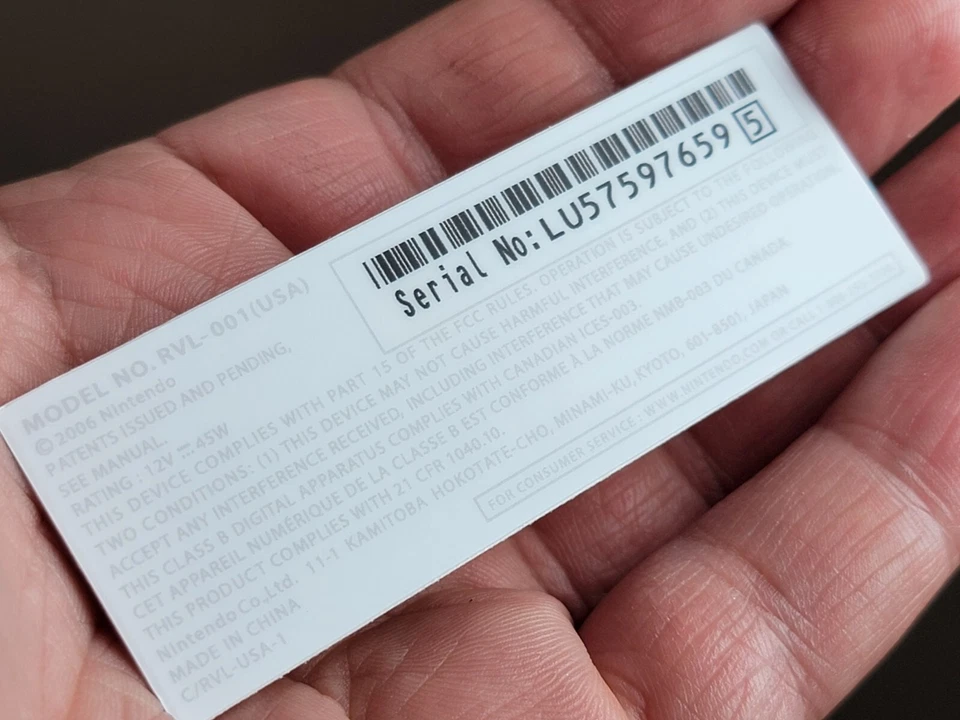 Serial No: LU57597659 5
MODEL NO. RVL-001(USA)
©2006 Nintendo
PATENTS ISSUED AND PENDING,
SEE MANUAL.
RATING : 12V ⎓ 45W
THIS DEVICE COMPLIES WITH PART 15 OF THE FCC RULES. OPERATION IS SUBJECT TO THE FOLLOWING
TWO CONDITIONS: (1) THIS DEVICE MAY NOT CAUSE HARMFUL INTERFERENCE, AND (2) THIS DEVICE MUST
ACCEPT ANY INTERFERENCE RECEIVED, INCLUDING INTERFERENCE THAT MAY CAUSE UNDESIRED OPERATION.
THIS CLASS B DIGITAL APPARATUS COMPLIES WITH CANADIAN ICES-003.
CET APPAREIL NUMÉRIQUE DE LA CLASSE B EST CONFORME À LA NORME NMB-003 DU CANADA
THIS PRODUCT COMPLIES WITH 21 CFR 1040.10.
Nintendo Co.,Ltd. 11-1 KAMITOBA HOKOTATE-CHO, MINAMI-KU, KYOTO, 601-8501, JAPAN
MADE IN CHINA
FOR CONSUMER SERVICE : WWW.NINTENDO.COM OR CALL
C/RVL-USA-1